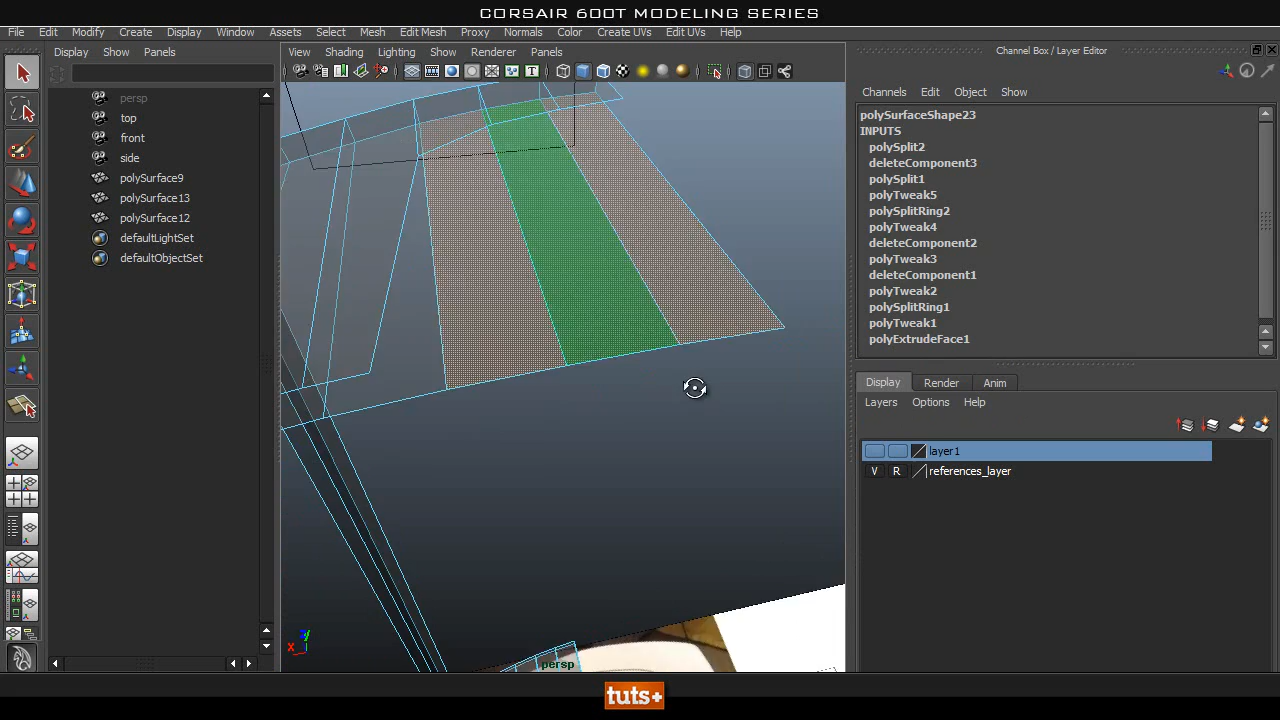 CORSAIR 600T MODELING SERIES
File Edit Modify Create Display Window Assets Select Mesh Edit Mesh Proxy Normals Color Create UVs Edit UVs Help
Display Show Panels
View Shading Lighting Show Renderer Panels
Channel Box / Layer Editor
Channels Edit Object Show
persp
top
front
side
polySurface9
polySurface13
polySurface12
defaultLightSet
defaultObjectSet
polySurfaceShape23
INPUTS
polySplit2
deleteComponent3
polySplit1
polyTweak5
polySplitRing2
polyTweak4
deleteComponent2
polyTweak3
deleteComponent1
polyTweak2
polySplitRing1
polyTweak1
polyExtrudeFace1
Display Render Anim
Layers Options Help
layer1
V R references_layer
y
x
persp
tuts+